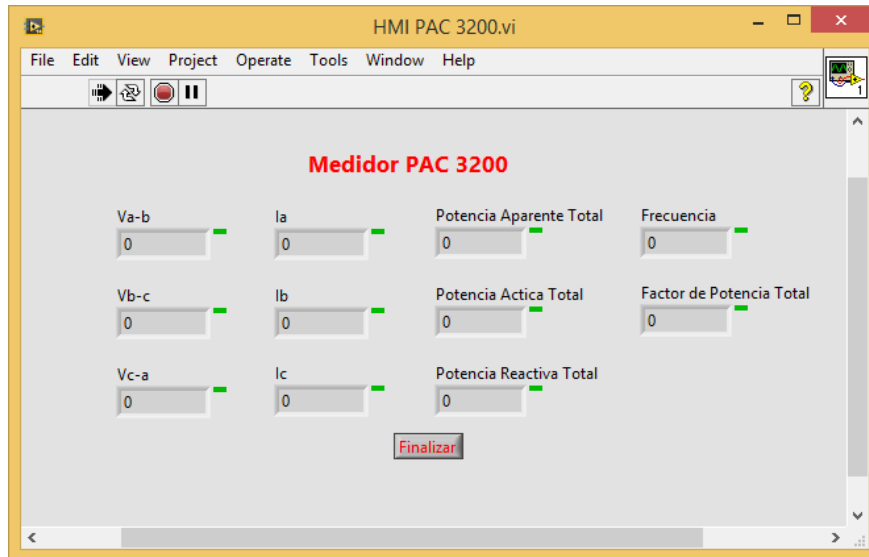 HMI PAC 3200.vi
File Edit View Project Operate Tools Window Help
1
Medidor PAC 3200
Va-b Ia Potencia Aparente Total Frecuencia
0 0 0 0
Vb-c Ib Potencia Actica Total Factor de Potencia Total
0 0 0 0
Vc-a Ic Potencia Reactiva Total
0 0 0
Finalizar